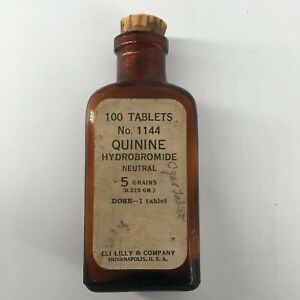 100 TABLETS
No. 1144
QUININE
HYDROBROMIDE
NEUTRAL
5 GRAINS
(0.325 GM.)
DOSE—1 tablet
ELI LILLY & COMPANY
INDIANAPOLIS, U. S. A.